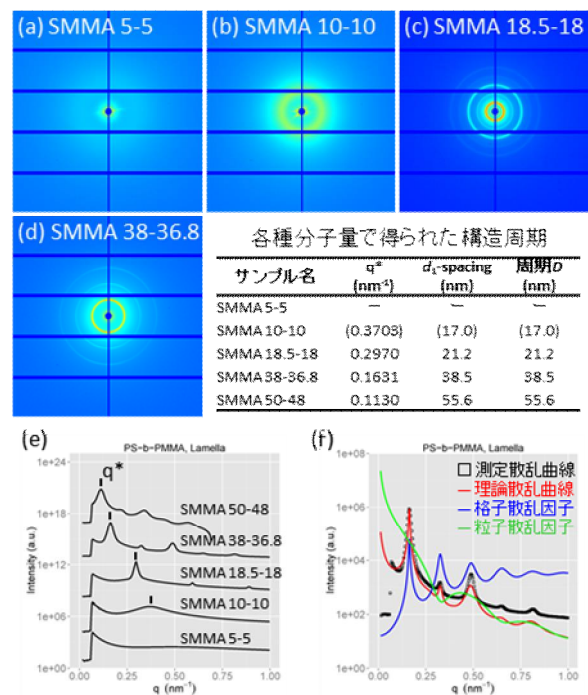 (a) SMMA 5-5
(b) SMMA 10-10
(c) SMMA 18.5-18
(d) SMMA 38-36.8
各種分子量で得られた構造周期
サンプル名 q* (nm⁻¹) d₁-spacing (nm) 周期D (nm)
SMMA 5-5 — — —
SMMA 10-10 (0.3703) (17.0) (17.0)
SMMA 18.5-18 0.2970 21.2 21.2
SMMA 38-36.8 0.1631 38.5 38.5
SMMA 50-48 0.1130 55.6 55.6
(e)
PS-b-PMMA, Lamella
q*
SMMA 50-48
SMMA 38-36.8
SMMA 18.5-18
SMMA 10-10
SMMA 5-5
Intensity (a.u.)
1e+24
1e+18
1e+12
1e+06
1e+00
0.00 0.25 0.50 0.75 1.00
q (nm⁻¹)
(f)
PS-b-PMMA, Lamella
測定散乱曲線
理論散乱曲線
格子散乱因子
粒子散乱因子
Intensity (a.u.)
1e+08
1e+06
1e+04
1e+02
1e+00
0.00 0.25 0.50 0.75 1.00
q (nm⁻¹)